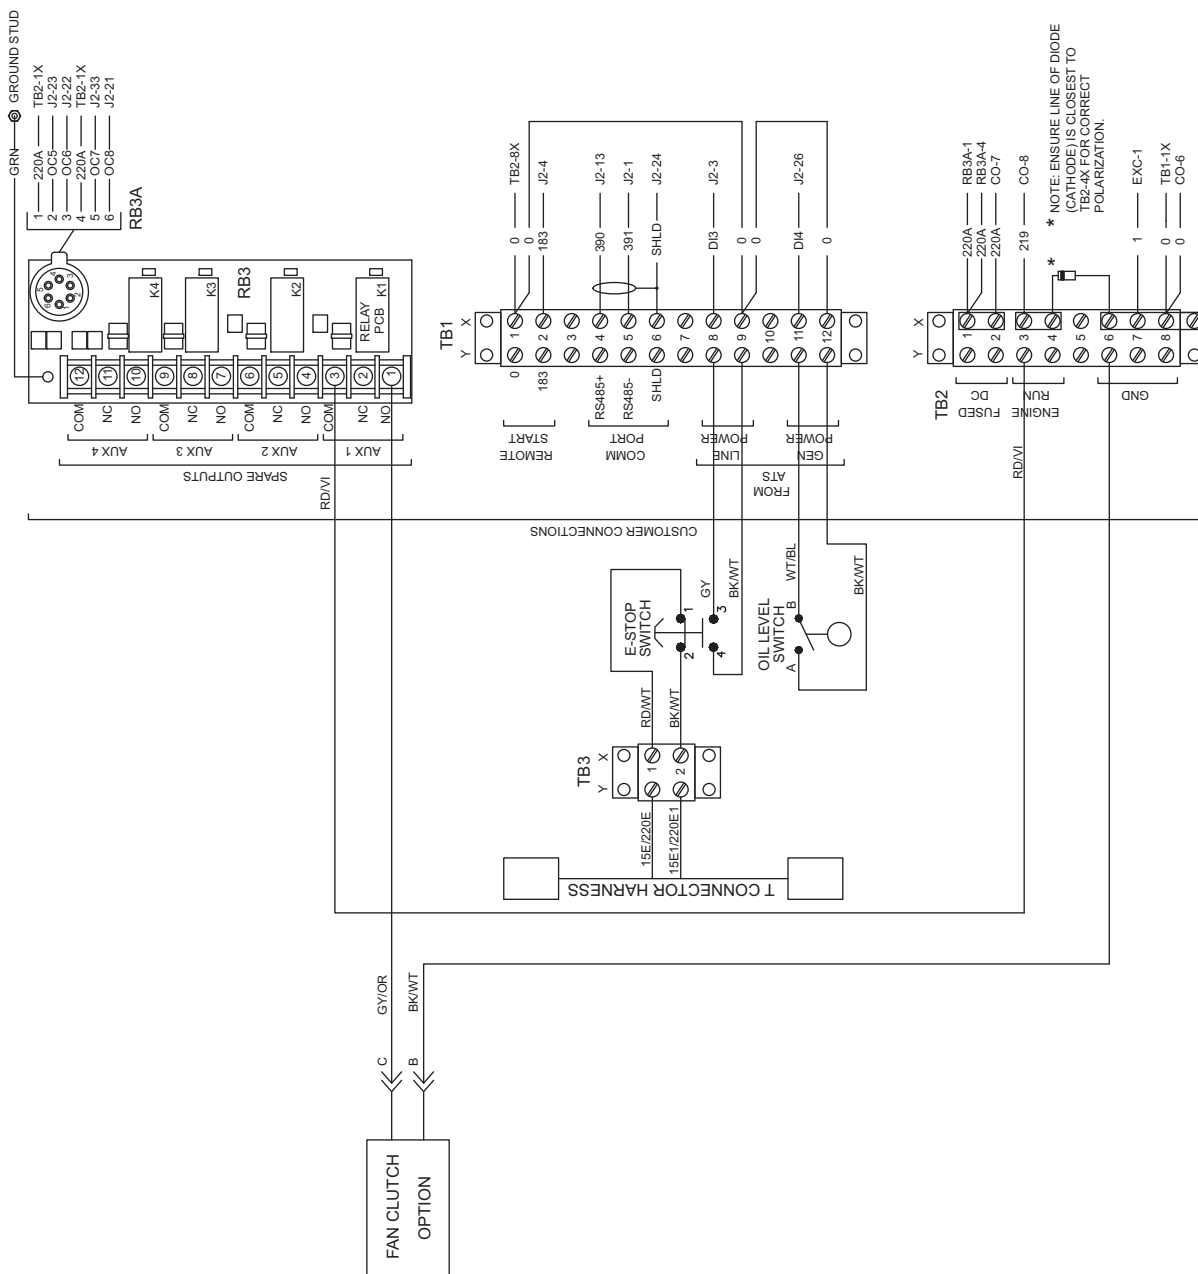 GROUND STUD
GRN
1 220A TB2-1X
2 OC5 J2-23
3 OC6 J2-22
4 220A TB2-1X
5 OC7 J2-33
6 OC8 J2-21
RB3A
6 5 4 3 2 1
RB3
K4
K3
K2
K1
RELAY
PCB
12 11 10 9 8 7 6 5 4 3 2 1
COM
NC
NO
COM
NC
NO
COM
NC
NO
COM
NC
NO
AUX 4
AUX 3
AUX 2
AUX 1
SPARE OUTPUTS
RD/VI
CUSTOMER CONNECTIONS
TB1
X
Y
1 2 3 4 5 6 7 8 9 10 11 12
0 TB2-8X
0
183 J2-4
390 J2-13
391 J2-1
SHLD J2-24
DI3 J2-3
0
0
DI4 J2-26
0
0
183
RS485+
RS485-
SHLD
REMOTE
START
COMM
PORT
LINE
POWER
GEN
POWER
FROM
ATS
TB2
X
Y
1 2 3 4 5 6 7 8
220A RB3A-1
220A RB3A-4
220A CO-7
219 CO-8
*
* NOTE: ENSURE LINE OF DIODE
(CATHODE) IS CLOSEST TO
TB2-4X FOR CORRECT
POLARIZATION.
1 EXC-1
0 TB1-1X
0 CO-6
FUSED
DC
ENGINE
RUN
GND
RD/VI
E-STOP
SWITCH
1
2
3
4
GY
BK/WT
OIL LEVEL
SWITCH
A
B
WT/BL
BK/WT
TB3
X
Y
1
2
RD/WT
BK/WT
15E/220E
15E1/220E1
T CONNECTOR HARNESS
GY/OR
BK/WT
C
B
FAN CLUTCH
OPTION